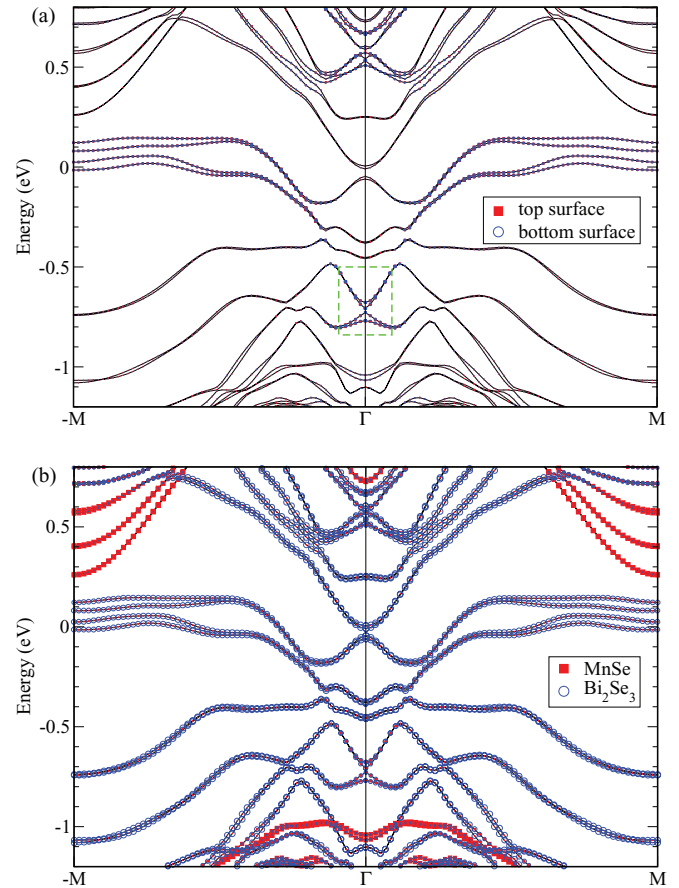 (a)
0.5
0
-0.5
-1
Energy (eV)
top surface
bottom surface
-M
Γ
M
(b)
0.5
0
-0.5
-1
Energy (eV)
MnSe
Bi₂Se₃
-M
Γ
M